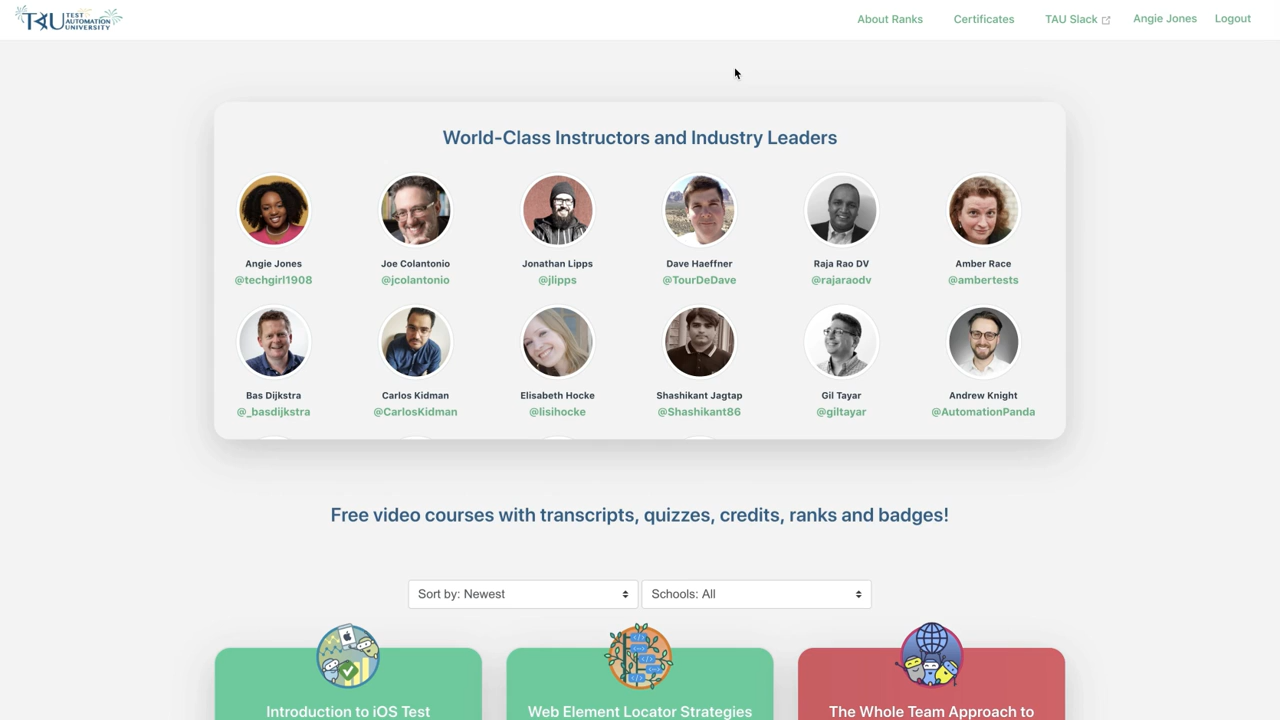 TAU TEST AUTOMATION UNIVERSITY
About Ranks Certificates TAU Slack Angie Jones Logout
World-Class Instructors and Industry Leaders
Angie Jones Joe Colantonio Jonathan Lipps Dave Haeffner Raja Rao DV Amber Race
@techgirl1908 @jcolantonio @jlipps @TourDeDave @rajaraodv @ambertests
Bas Dijkstra Carlos Kidman Elisabeth Hocke Shashikant Jagtap Gil Tayar Andrew Knight
@_basdijkstra @CarlosKidman @lisihocke @Shashikant86 @giltayar @AutomationPanda
Free video courses with transcripts, quizzes, credits, ranks and badges!
Sort by: Newest Schools: All
Introduction to iOS Test Web Element Locator Strategies The Whole Team Approach to